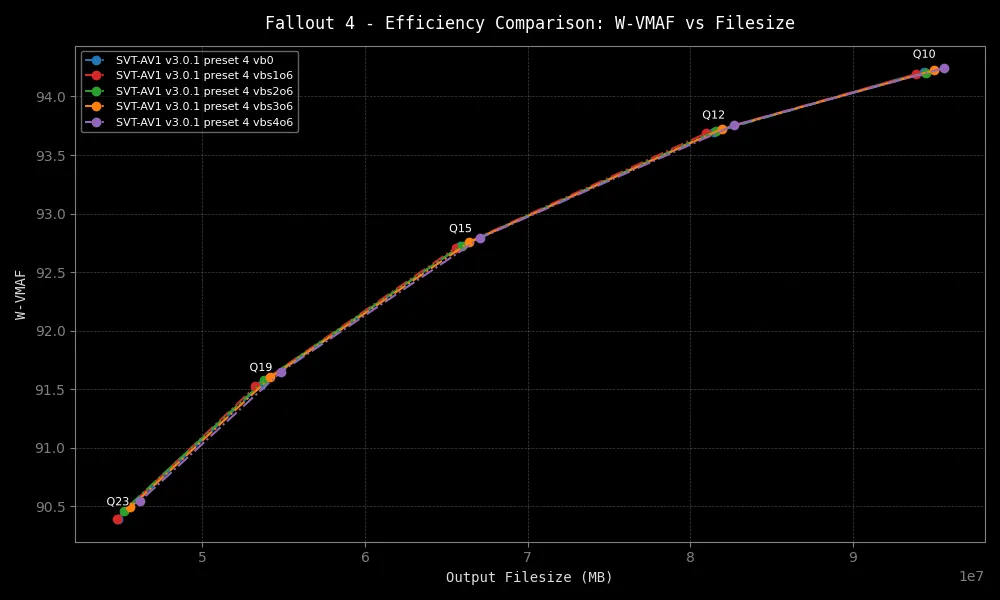 Fallout 4 - Efficiency Comparison: W-VMAF vs Filesize
SVT-AV1 v3.0.1 preset 4 vb0
SVT-AV1 v3.0.1 preset 4 vbs1o6
SVT-AV1 v3.0.1 preset 4 vbs2o6
SVT-AV1 v3.0.1 preset 4 vbs3o6
SVT-AV1 v3.0.1 preset 4 vbs4o6
Q10
Q12
Q15
Q19
Q23
94.0
93.5
93.0
92.5
92.0
91.5
91.0
90.5
W-VMAF
5 6 7 8 9
1e7
Output Filesize (MB)